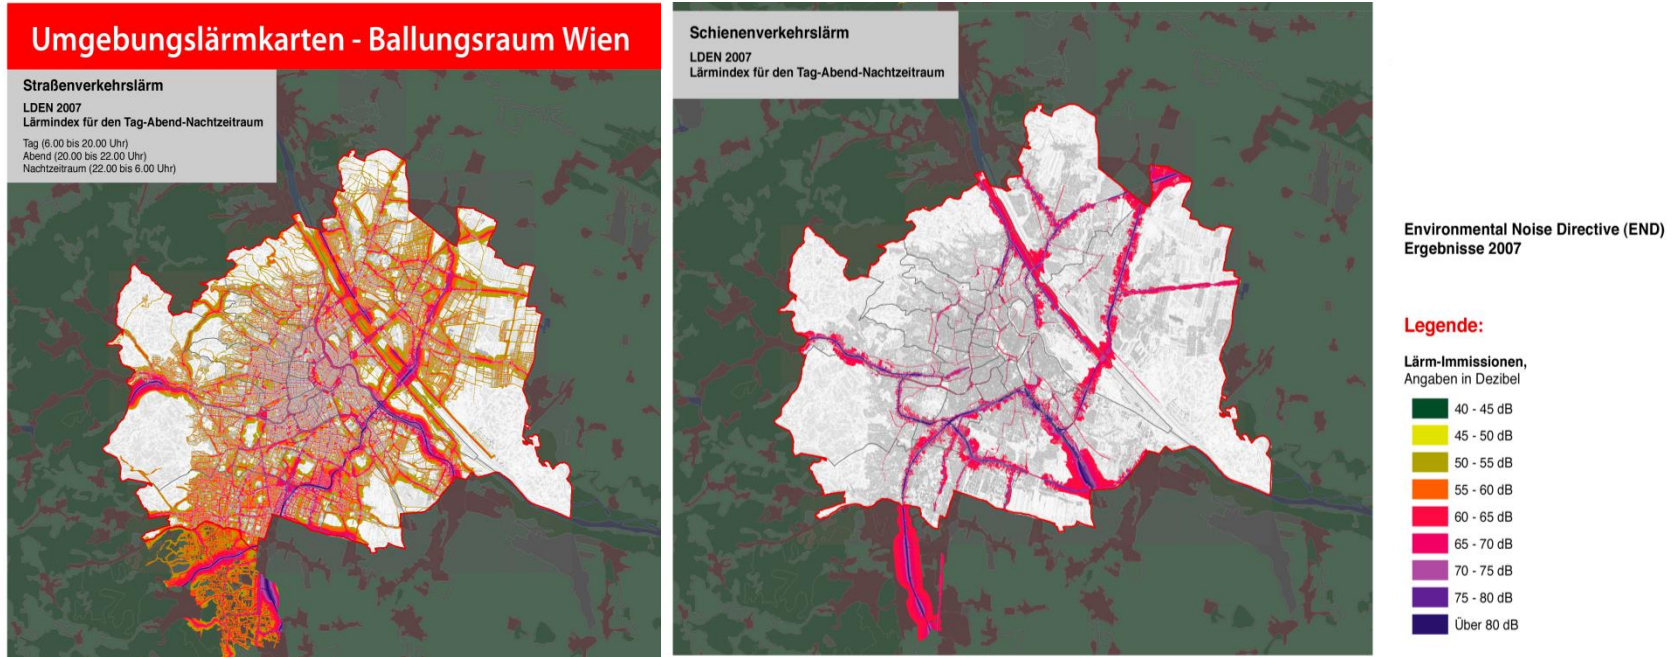 Umgebungslärmkarten - Ballungsraum Wien
Straßenverkehrslärm
LDEN 2007
Lärmindex für den Tag-Abend-Nachtzeitraum
Tag (6.00 bis 20.00 Uhr)
Abend (20.00 bis 22.00 Uhr)
Nachtzeitraum (22.00 bis 6.00 Uhr)
Schienenverkehrslärm
LDEN 2007
Lärmindex für den Tag-Abend-Nachtzeitraum
Environmental Noise Directive (END)
Ergebnisse 2007
Legende:
Lärm-Immissionen,
Angaben in Dezibel
40 - 45 dB
45 - 50 dB
50 - 55 dB
55 - 60 dB
60 - 65 dB
65 - 70 dB
70 - 75 dB
75 - 80 dB
Über 80 dB